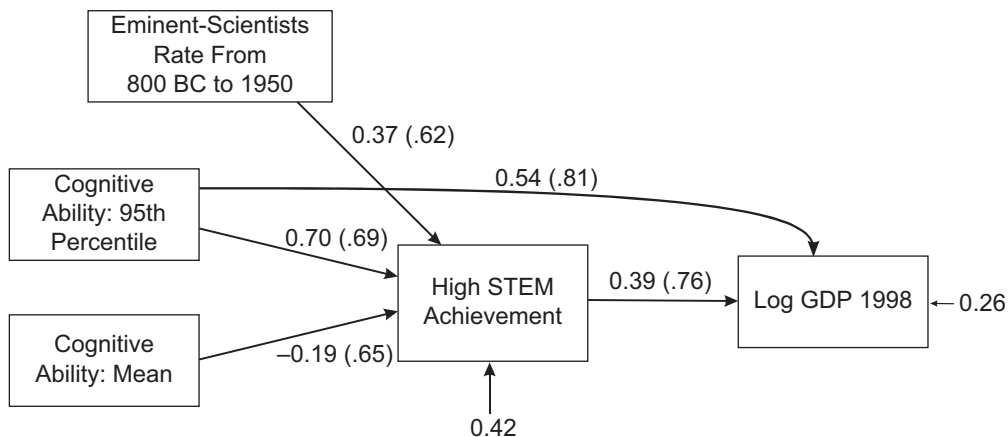 Eminent-Scientists
Rate From
800 BC to 1950
0.37 (.62)
Cognitive
Ability: 95th
Percentile
0.54 (.81)
0.70 (.69)
High STEM
Achievement
0.39 (.76)
Log GDP 1998
0.26
Cognitive
Ability: Mean
–0.19 (.65)
0.42